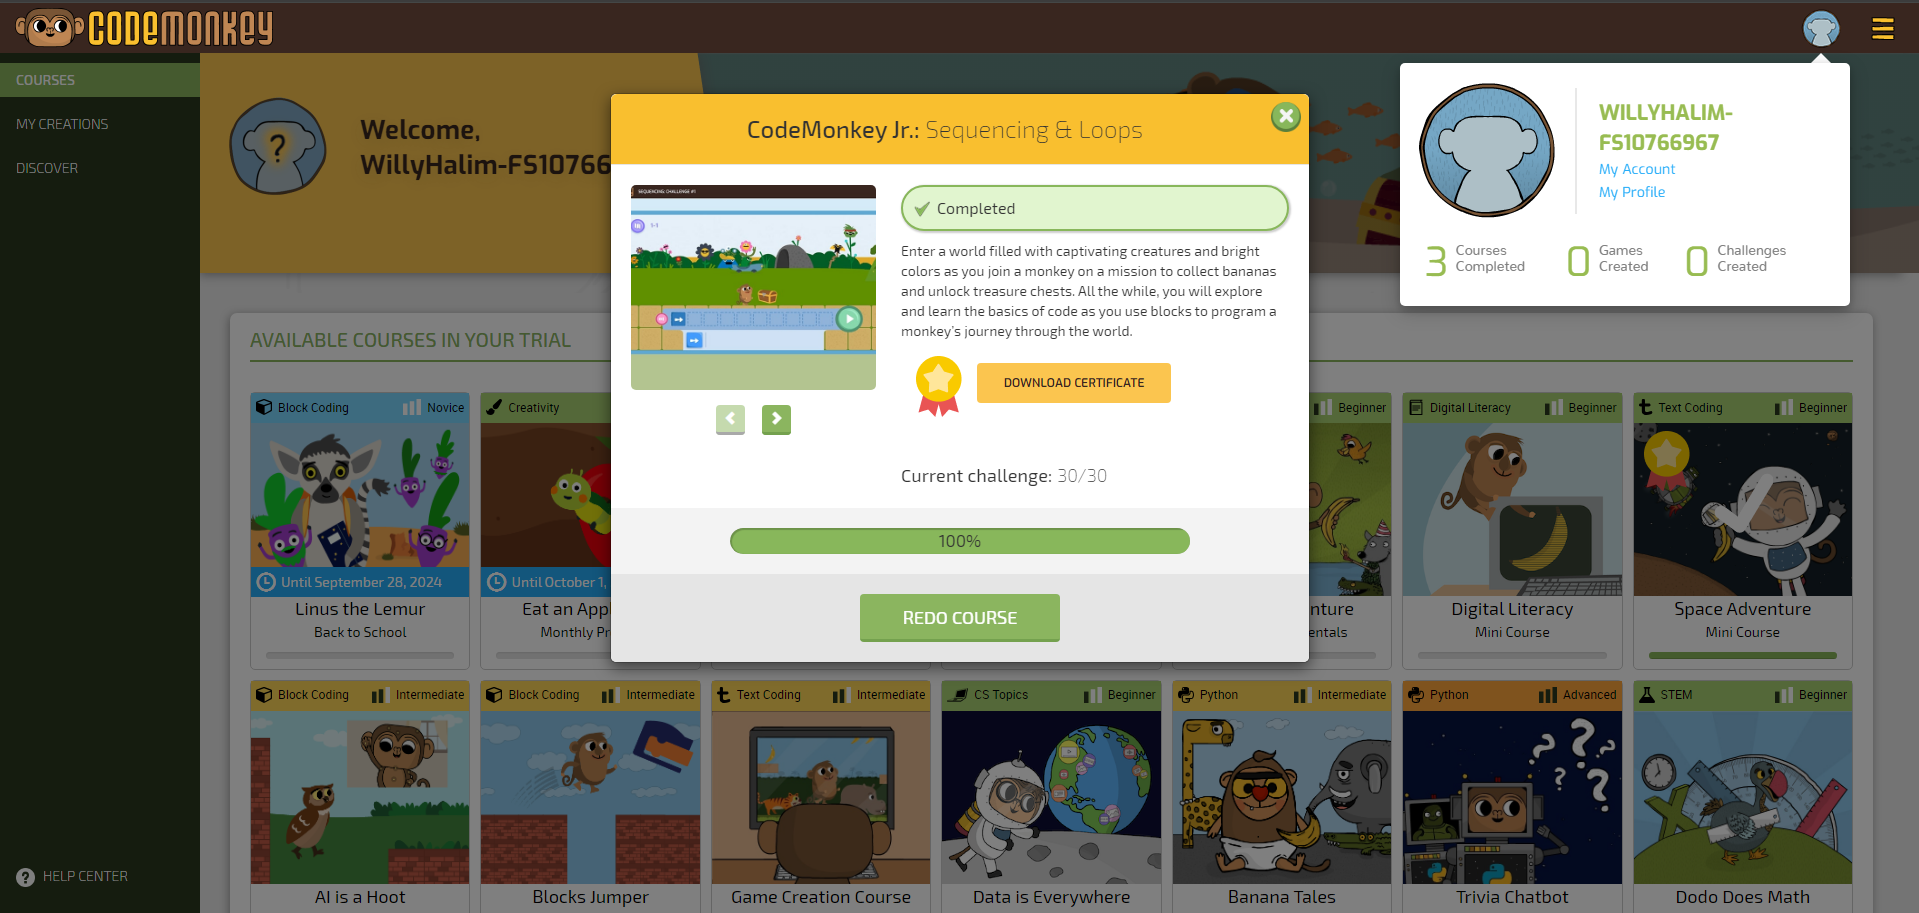 CODEMONKEY
COURSES
MY CREATIONS
DISCOVER
HELP CENTER
?
Welcome,
WillyHalim-FS10766
WILLYHALIM-
FS10766967
My Account
My Profile
3 Courses Completed
0 Games Created
0 Challenges Created
CodeMonkey Jr.: Sequencing & Loops
SEQUENCING: CHALLENGE #1
1-1
Completed
Enter a world filled with captivating creatures and bright
colors as you join a monkey on a mission to collect bananas
and unlock treasure chests. All the while, you will explore
and learn the basics of code as you use blocks to program a
monkey's journey through the world.
DOWNLOAD CERTIFICATE
Current challenge: 30/30
100%
REDO COURSE
AVAILABLE COURSES IN YOUR TRIAL
Block Coding Novice
Until September 28, 2024
Linus the Lemur
Back to School
Creativity
Until October 1,
Eat an App
Monthly Pr
Beginner
nture
entals
Digital Literacy Beginner
Digital Literacy
Mini Course
Text Coding Beginner
Space Adventure
Mini Course
Block Coding Intermediate
AI is a Hoot
Block Coding Intermediate
Blocks Jumper
Text Coding Intermediate
Game Creation Course
CS Topics Beginner
Data is Everywhere
Python Intermediate
Banana Tales
Python Advanced
? ? ? ?
Trivia Chatbot
STEM Beginner
Dodo Does Math